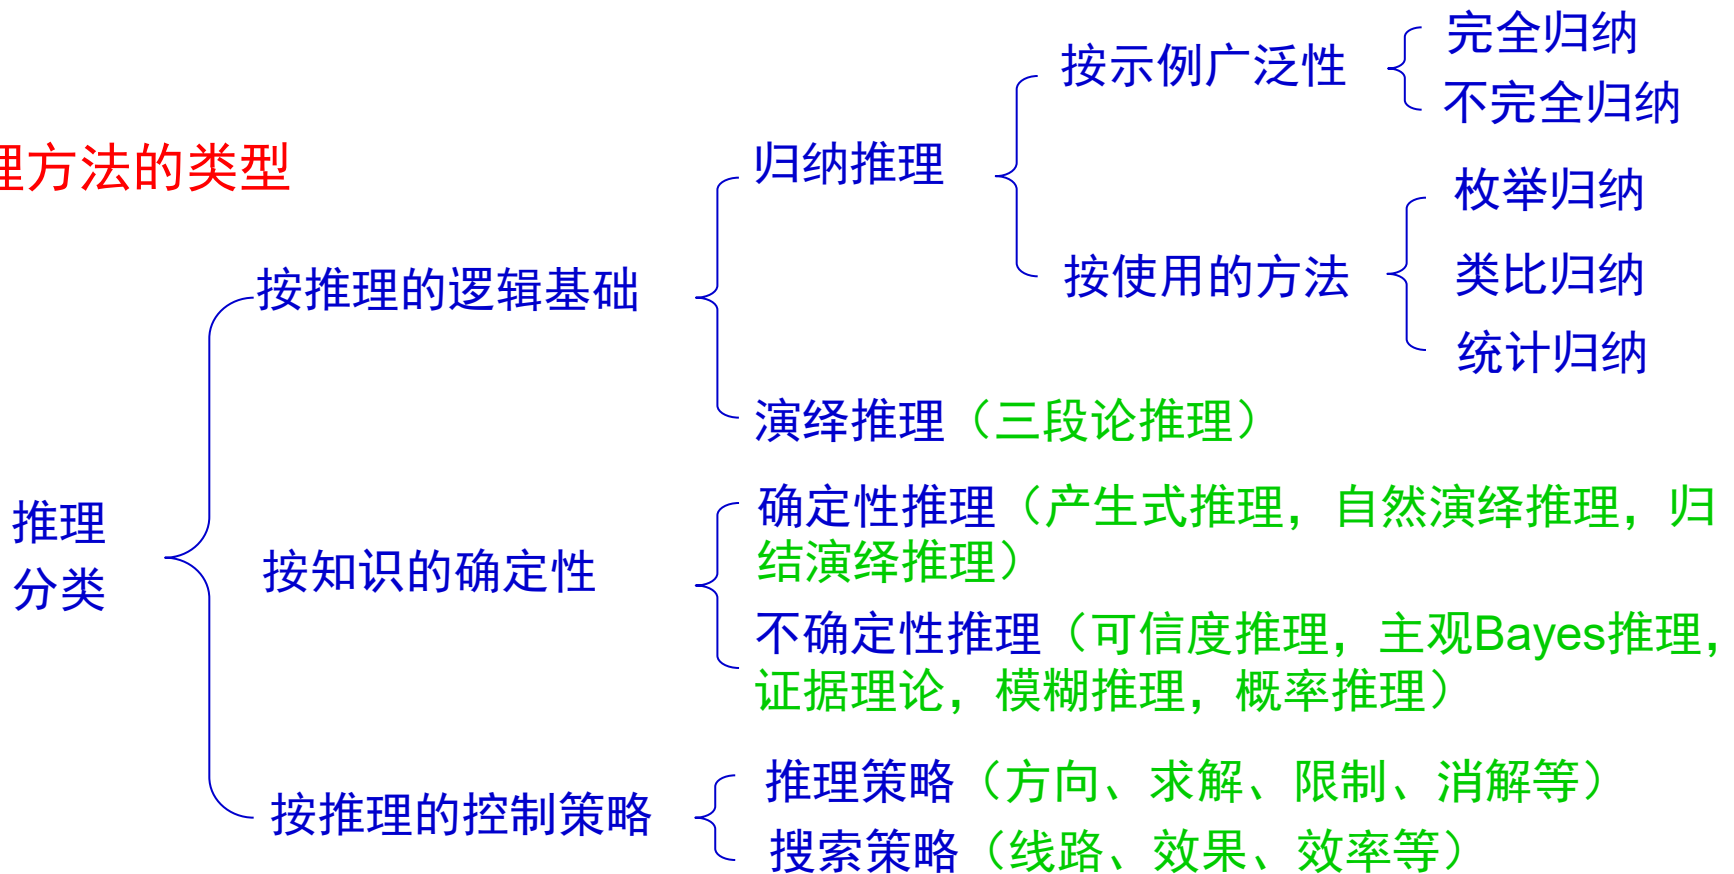 理方法的类型
推理
分类
按推理的逻辑基础
归纳推理
按示例广泛性
完全归纳
不完全归纳
按使用的方法
枚举归纳
类比归纳
统计归纳
演绎推理（三段论推理）
按知识的确定性
确定性推理（产生式推理，自然演绎推理，归
结演绎推理）
不确定性推理（可信度推理，主观Bayes推理，
证据理论，模糊推理，概率推理）
按推理的控制策略
推理策略（方向、求解、限制、消解等）
搜索策略（线路、效果、效率等）